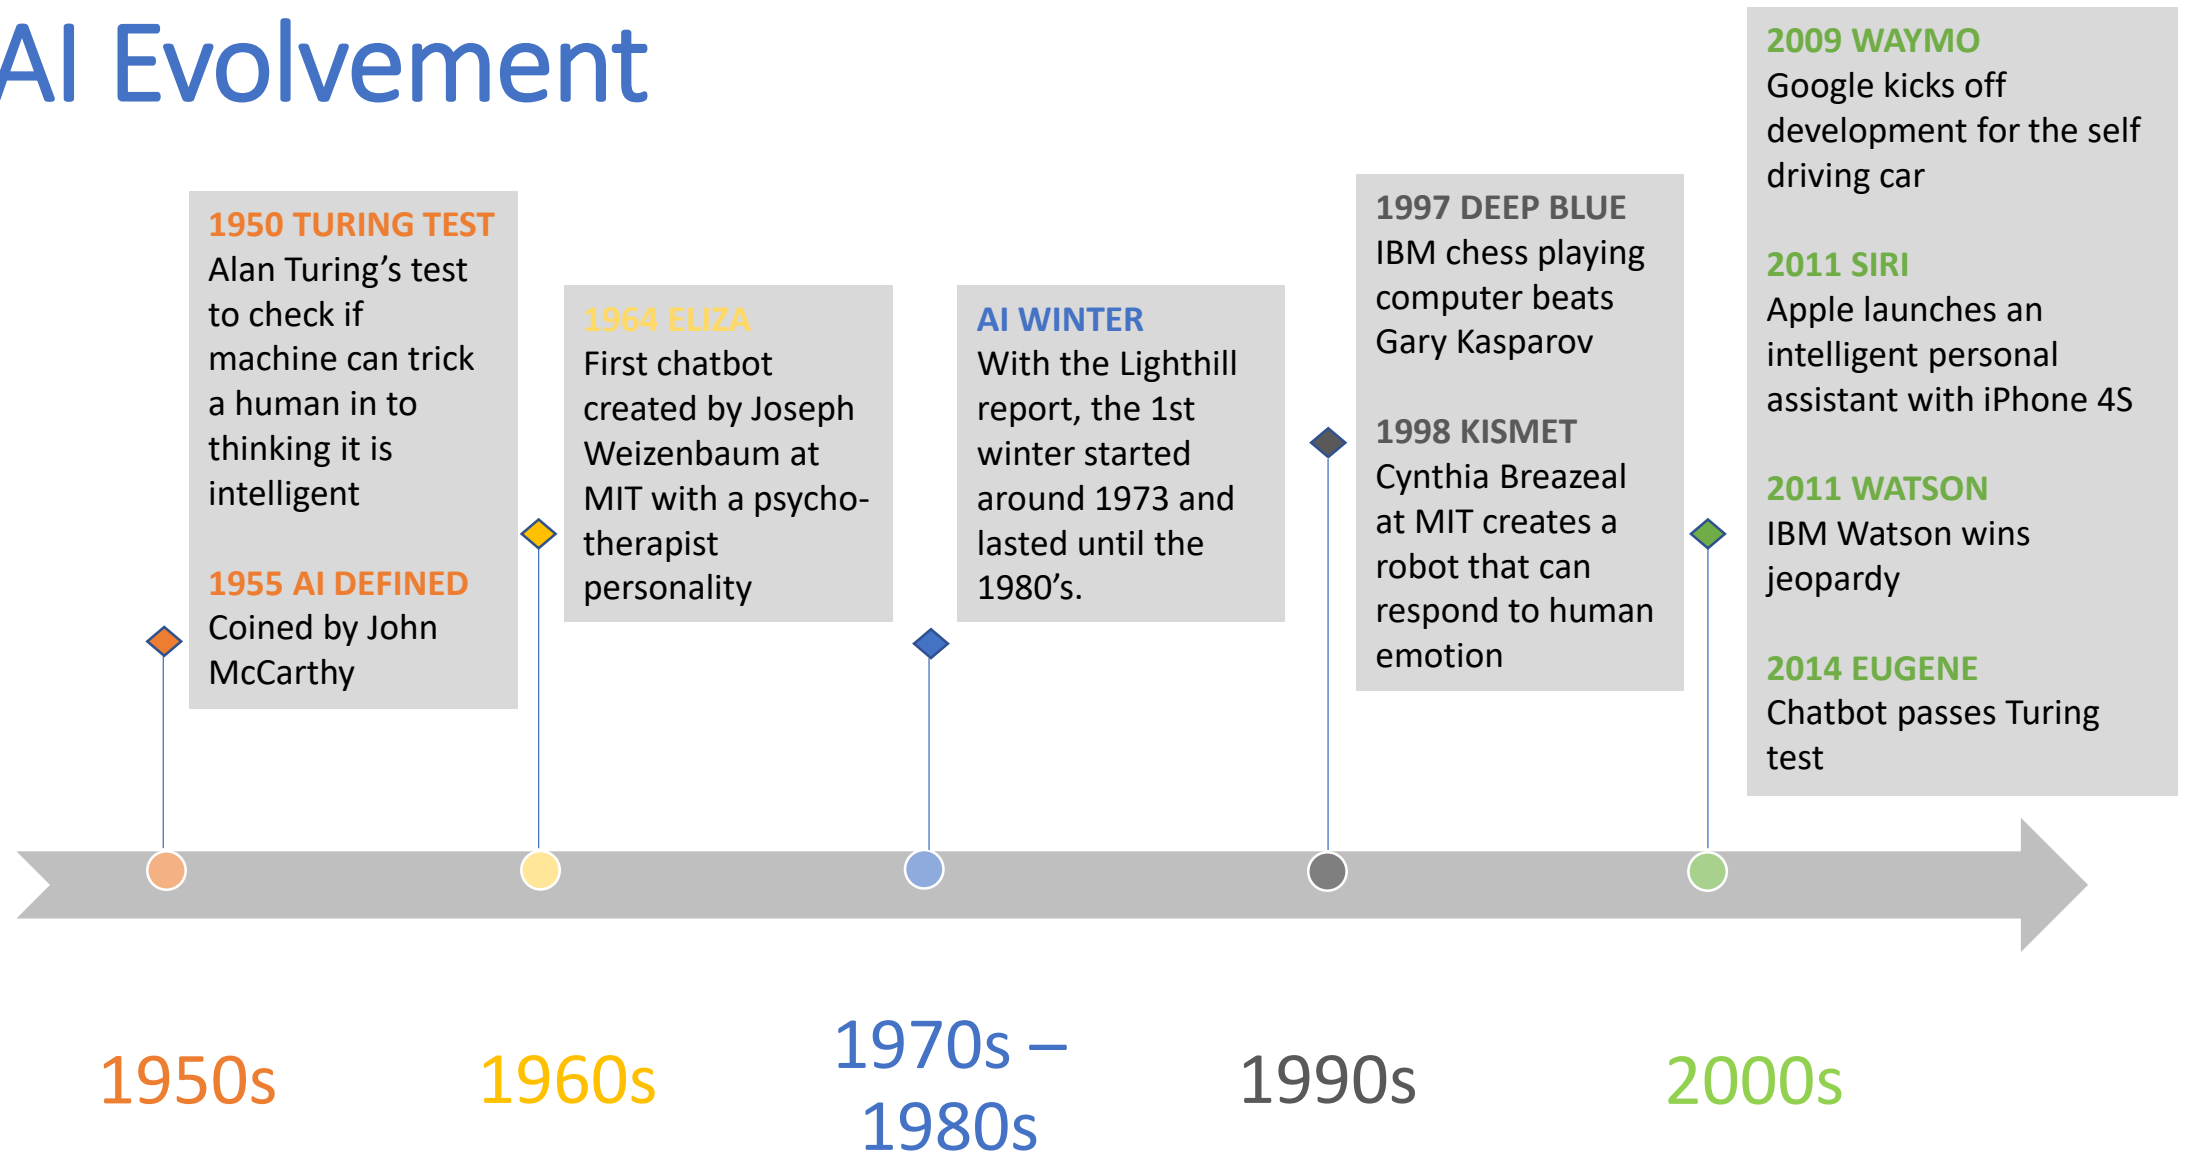 AI Evolvement
1950 TURING TEST
Alan Turing’s test
to check if
machine can trick
a human in to
thinking it is
intelligent
1955 AI DEFINED
Coined by John
McCarthy
1964 ELIZA
First chatbot
created by Joseph
Weizenbaum at
MIT with a psycho-
therapist
personality
AI WINTER
With the Lighthill
report, the 1st
winter started
around 1973 and
lasted until the
1980’s.
1997 DEEP BLUE
IBM chess playing
computer beats
Gary Kasparov
1998 KISMET
Cynthia Breazeal
at MIT creates a
robot that can
respond to human
emotion
2009 WAYMO
Google kicks off
development for the self
driving car
2011 SIRI
Apple launches an
intelligent personal
assistant with iPhone 4S
2011 WATSON
IBM Watson wins
jeopardy
2014 EUGENE
Chatbot passes Turing
test
1950s
1960s
1970s –
1980s
1990s
2000s